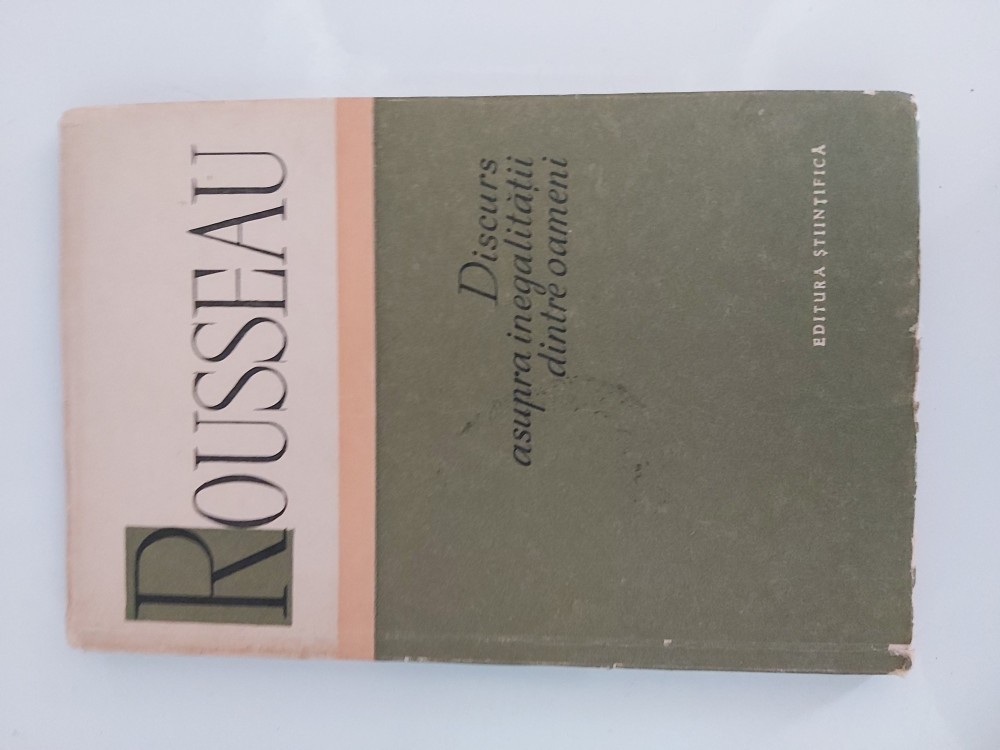 ROUSSEAU
Discurs
asupra inegalității
dintre oameni
EDITURA ȘTIINȚIFICĂ